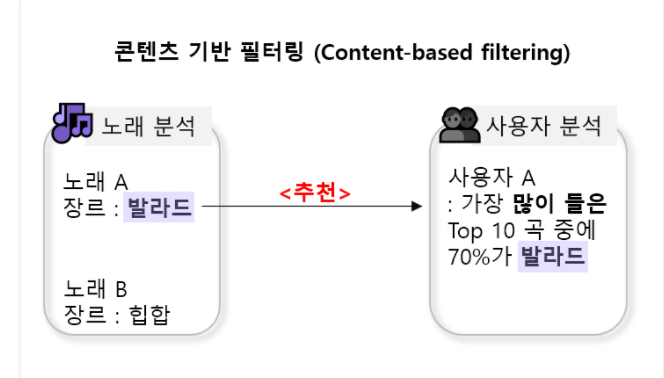 콘텐츠 기반 필터링 (Content-based filtering)
노래 분석
노래 A
장르 : 발라드
노래 B
장르 : 힙합
<추천>
사용자 분석
사용자 A
: 가장 많이 들은
Top 10 곡 중에
70%가 발라드